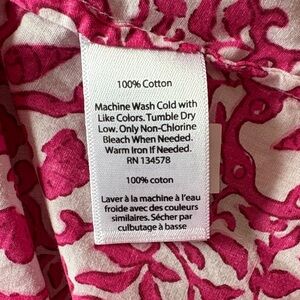 100% Cotton
Machine Wash Cold with
Like Colors. Tumble Dry
Low. Only Non-Chlorine
Bleach When Needed.
Warm Iron If Needed.
RN 134578
100% coton
Laver à la machine à l'eau
froide avec des couleurs
similaires. Sécher par
culbutage à basse